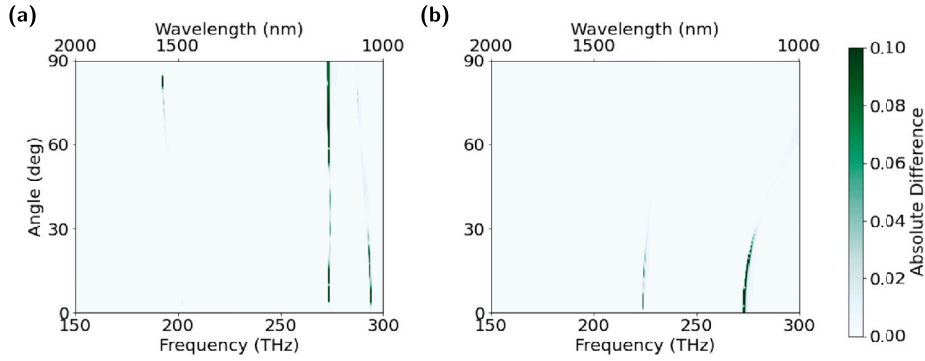 (a)
Wavelength (nm)
2000 1500 1000
90
60
30
0
Angle (deg)
150 200 250 300
Frequency (THz)
(b)
Wavelength (nm)
2000 1500 1000
90
60
30
0
150 200 250 300
Frequency (THz)
0.10
0.08
0.06
0.04
0.02
0.00
Absolute Difference